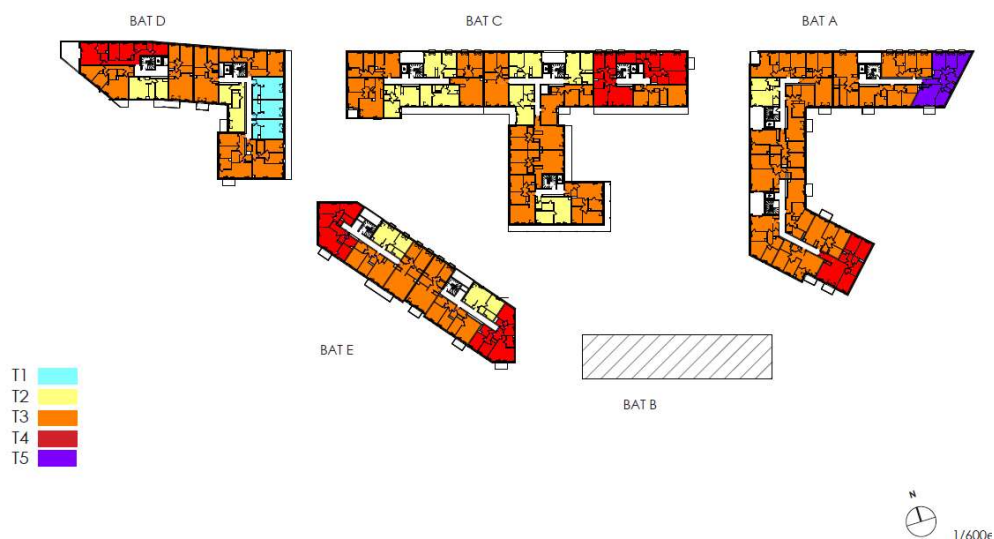 BAT D
BAT C
BAT A
BAT E
BAT B
T1
T2
T3
T4
T5
N
1/600e